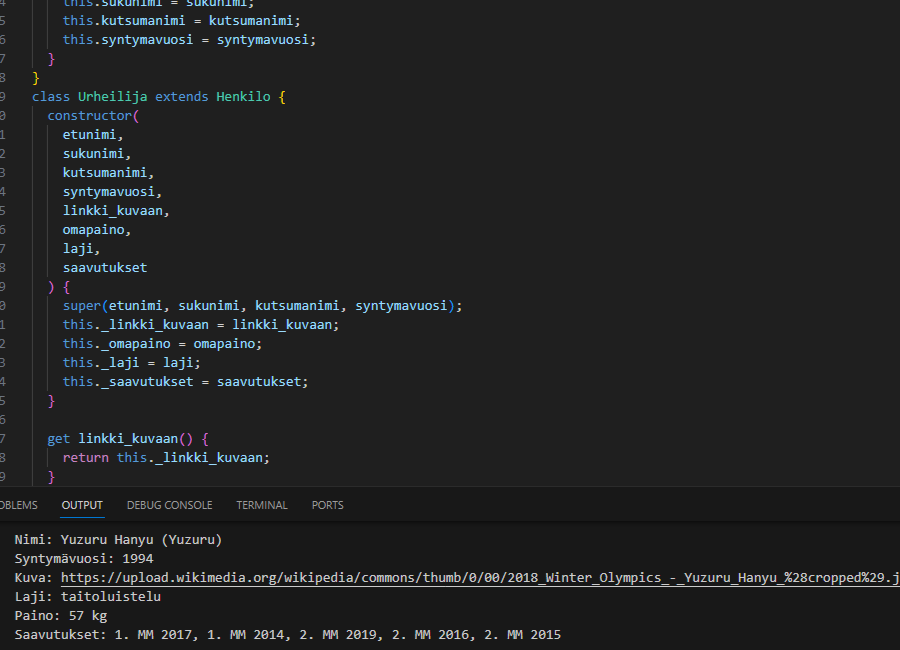 4 this.sukunimi = sukunimi;
5 this.kutsumanimi = kutsumanimi;
6 this.syntymavuosi = syntymavuosi;
7 }
8 }
9 class Urheilija extends Henkilo {
0 constructor(
1 etunimi,
2 sukunimi,
3 kutsumanimi,
4 syntymavuosi,
5 linkki_kuvaan,
6 omapaino,
7 laji,
8 saavutukset
9 ) {
0 super(etunimi, sukunimi, kutsumanimi, syntymavuosi);
1 this._linkki_kuvaan = linkki_kuvaan;
2 this._omapaino = omapaino;
3 this._laji = laji;
4 this._saavutukset = saavutukset;
5 }
6
7 get linkki_kuvaan() {
8 return this._linkki_kuvaan;
9 }
OBLEMS OUTPUT DEBUG CONSOLE TERMINAL PORTS
Nimi: Yuzuru Hanyu (Yuzuru)
Syntymävuosi: 1994
Kuva: https://upload.wikimedia.org/wikipedia/commons/thumb/0/00/2018_Winter_Olympics_-_Yuzuru_Hanyu_%28cropped%29.j
Laji: taitoluistelu
Paino: 57 kg
Saavutukset: 1. MM 2017, 1. MM 2014, 2. MM 2019, 2. MM 2016, 2. MM 2015